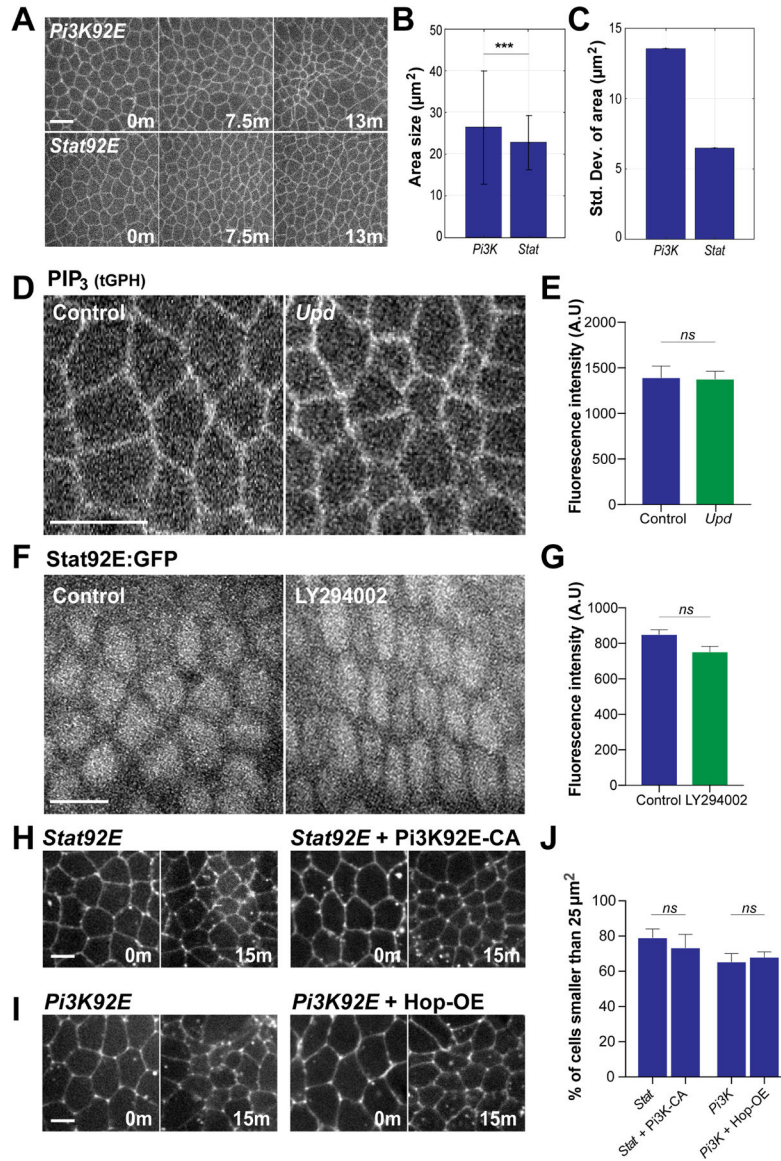 A
Pi3K92E
0m
7.5m
13m
Stat92E
0m
7.5m
13m
B
Area size (µm²)
50
40
30
20
10
0
***
Pi3K
Stat
C
Std. Dev. of area (µm²)
15
10
5
0
Pi3K
Stat
D
PIP₃ (tGPH)
Control
Upd
E
Fluorescence intensity (A.U)
2000
1500
1000
500
0
ns
Control
Upd
F
Stat92E:GFP
Control
LY294002
G
Fluorescence intensity (A.U)
800
600
400
200
0
ns
Control LY294002
H
Stat92E
0m
15m
Stat92E + Pi3K92E-CA
0m
15m
I
Pi3K92E
0m
15m
Pi3K92E + Hop-OE
0m
15m
J
% of cells smaller than 25 µm²
100
80
60
40
20
0
ns
ns
Stat
Stat + Pi3K-CA
Pi3K
Pi3K + Hop-OE